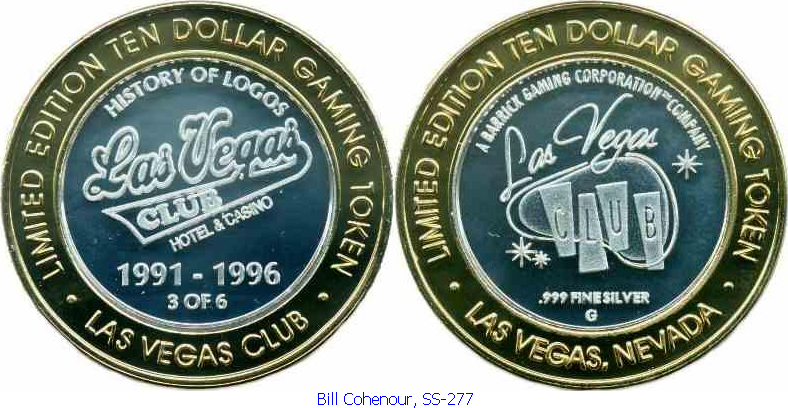 LIMITED EDITION TEN DOLLAR GAMING TOKEN
HISTORY OF LOGOS
Las Vegas
CLUB
HOTEL & CASINO
1991 - 1996
3 OF 6
• LAS VEGAS CLUB •
LIMITED EDITION TEN DOLLAR GAMING TOKEN
A BARRICK GAMING CORPORATION℠ COMPANY
Las Vegas
CLUB
.999 FINE SILVER
G
• LAS VEGAS, NEVADA •
Bill Cohenour, SS-277